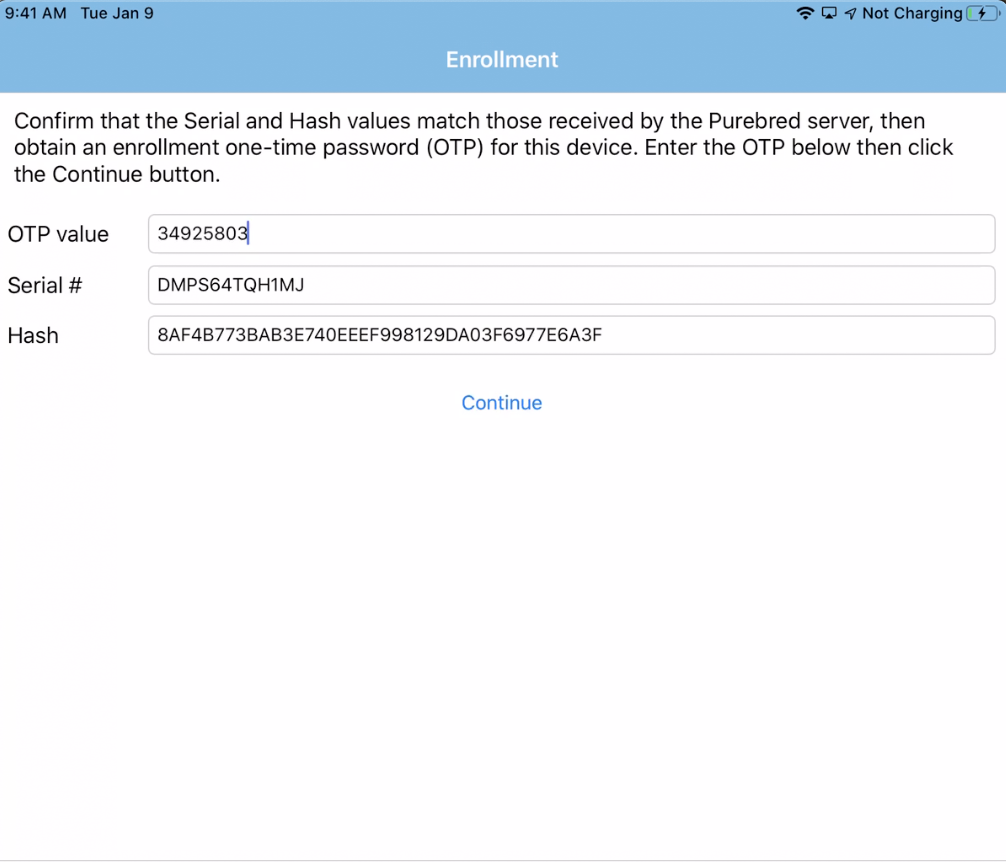 9:41 AM Tue Jan 9 Not Charging
Enrollment
Confirm that the Serial and Hash values match those received by the Purebred server, then
obtain an enrollment one-time password (OTP) for this device. Enter the OTP below then click
the Continue button.
OTP value 34925803
Serial # DMPS64TQH1MJ
Hash 8AF4B773BAB3E740EEEF998129DA03F6977E6A3F
Continue